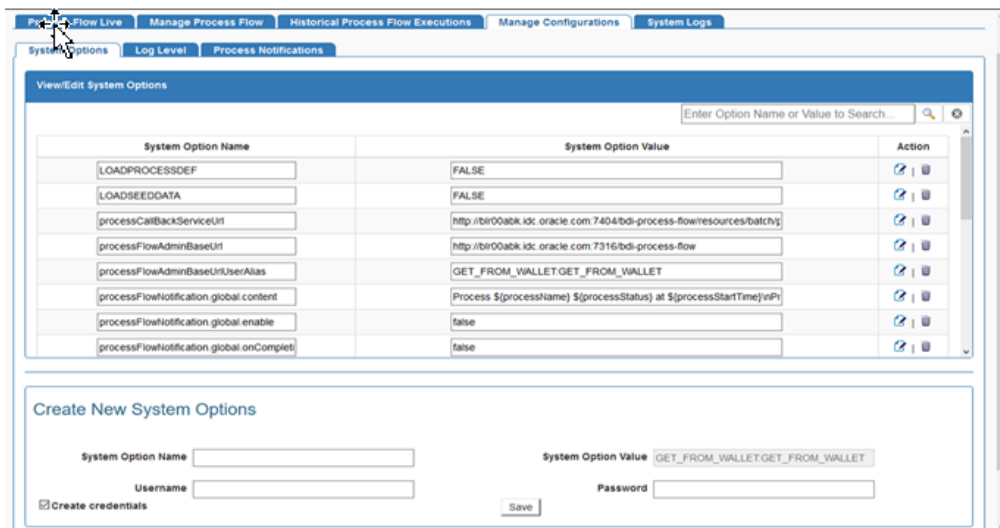 Flow Live Manage Process Flow Historical Process Flow Executions Manage Configurations System Logs
System Options Log Level Process Notifications
View/Edit System Options
Enter Option Name or Value to Search...
System Option Name System Option Value Action
LOADPROCESSDEF FALSE
LOADSEEDDATA FALSE
processCallBackServiceUrl http://blr00abk.idc.oracle.com:7404/bdi-process-flow/resources/batch/
processFlowAdminBaseUrl http://blr00abk.idc.oracle.com:7316/bdi-process-flow
processFlowAdminBaseUrlUserAlias GET_FROM_WALLET:GET_FROM_WALLET
processFlowNotification.global.content Process ${processName} ${processStatus} at ${processStartTime}\nPr
processFlowNotification.global.enable false
processFlowNotification.global.onCompleti false
Create New System Options
System Option Name System Option Value GET_FROM_WALLET:GET_FROM_WALLET
Username Password
Create credentials Save